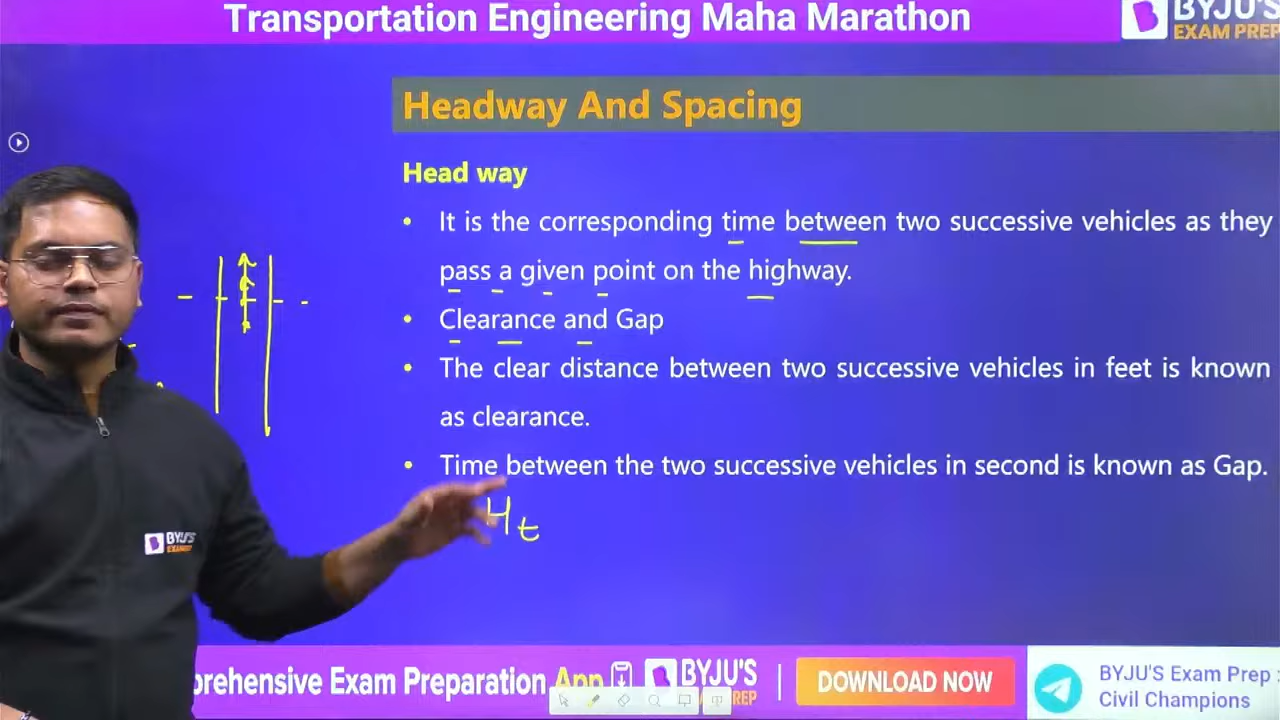 Transportation Engineering Maha Marathon
BYJU'S
EXAM PREP
Headway And Spacing
Head way
• It is the corresponding time between two successive vehicles as they
pass a given point on the highway.
• Clearance and Gap
• The clear distance between two successive vehicles in feet is known
as clearance.
• Time between the two successive vehicles in second is known as Gap.
Ht
BYJU'S
prehensive Exam Preparation App
BYJU'S
PREP
DOWNLOAD NOW
BYJU'S Exam Prep :
Civil Champions